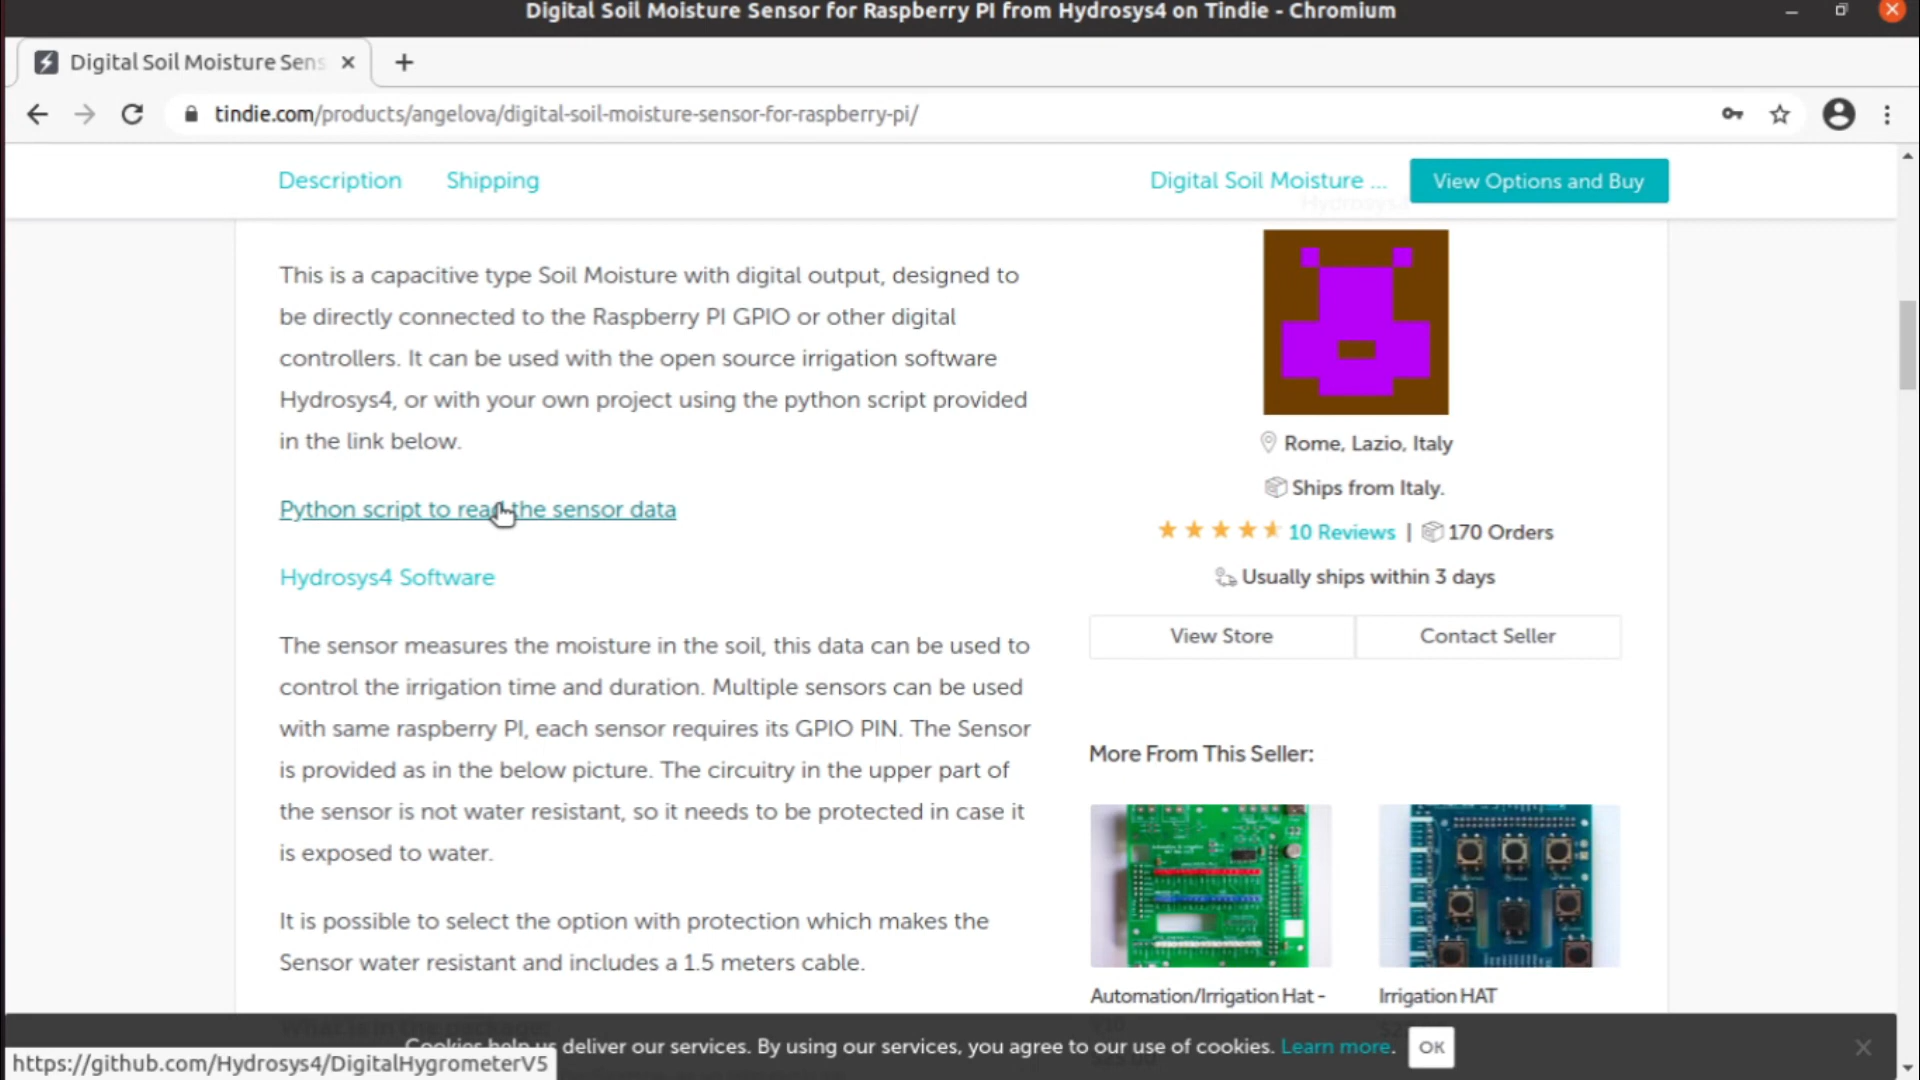 Digital Soil Moisture Sensor for Raspberry PI from Hydrosys4 on Tindie - Chromium
Digital Soil Moisture Sens
tindie.com/products/angelova/digital-soil-moisture-sensor-for-raspberry-pi/
Description
Shipping
Digital Soil Moisture ...
View Options and Buy
Hydrosys4
This is a capacitive type Soil Moisture with digital output, designed to
be directly connected to the Raspberry PI GPIO or other digital
controllers. It can be used with the open source irrigation software
Hydrosys4, or with your own project using the python script provided
in the link below.
Python script to read the sensor data
Hydrosys4 Software
The sensor measures the moisture in the soil, this data can be used to
control the irrigation time and duration. Multiple sensors can be used
with same raspberry PI, each sensor requires its GPIO PIN. The Sensor
is provided as in the below picture. The circuitry in the upper part of
the sensor is not water resistant, so it needs to be protected in case it
is exposed to water.
It is possible to select the option with protection which makes the
Sensor water resistant and includes a 1.5 meters cable.
What is in the package:
Rome, Lazio, Italy
Ships from Italy.
10 Reviews | 170 Orders
Usually ships within 3 days
View Store
Contact Seller
More From This Seller:
Automation/Irrigation Hat -
Irrigation HAT
Cookies help us deliver our services. By using our services, you agree to our use of cookies. Learn more.
OK
https://github.com/Hydrosys4/DigitalHygrometerV5